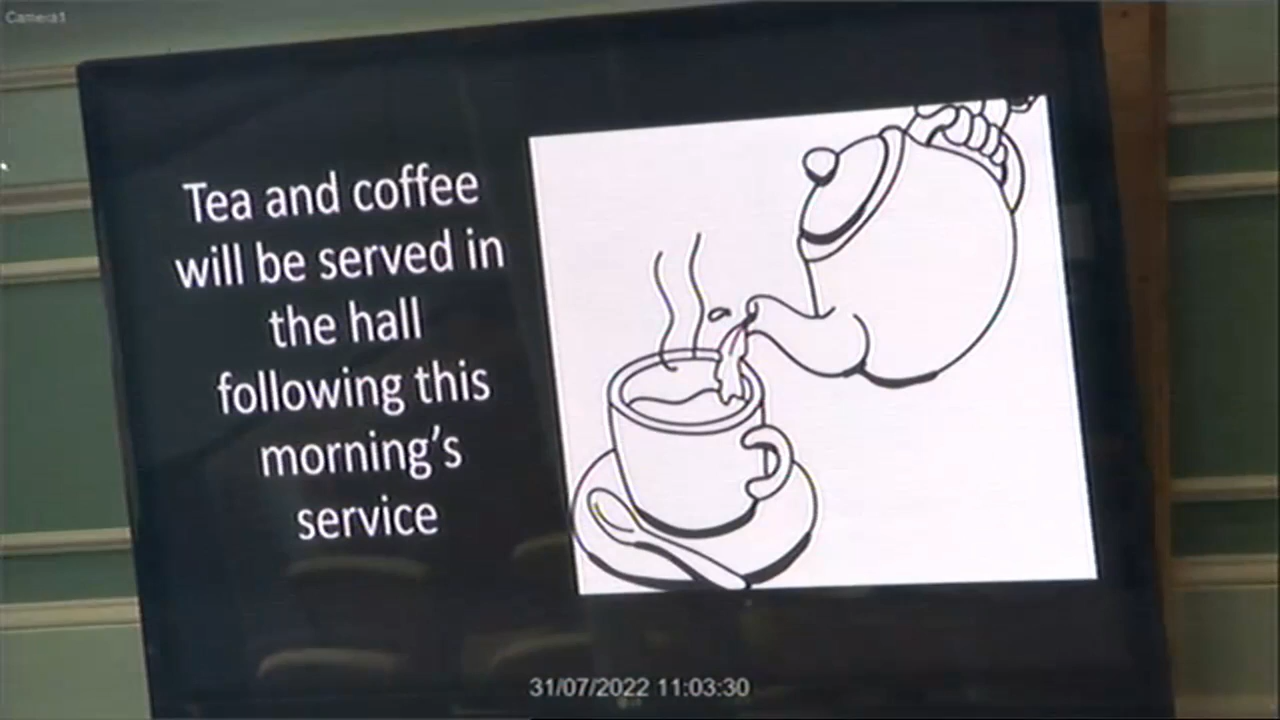 Camera1
Tea and coffee
will be served in
the hall
following this
morning's
service
31/07/2022 11:03:30